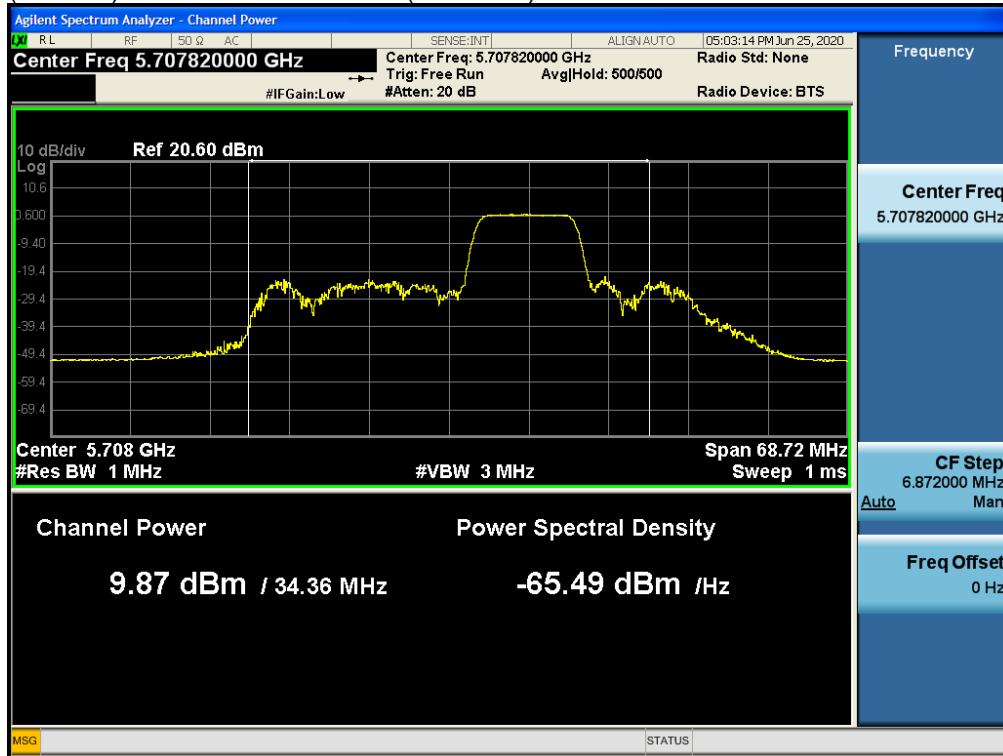 Agilent Spectrum Analyzer - Channel Power
LXI RL RF 50 Ω AC SENSE:INT ALIGN AUTO 05:03:14 PM Jun 25, 2020
Center Freq 5.707820000 GHz
Center Freq: 5.707820000 GHz Radio Std: None
Trig: Free Run Avg|Hold: 500/500
#IFGain:Low #Atten: 20 dB Radio Device: BTS
10 dB/div Ref 20.60 dBm
Log
10.6
0.600
-9.40
-19.4
-29.4
-39.4
-49.4
-59.4
-69.4
Center 5.708 GHz Span 68.72 MHz
#Res BW 1 MHz #VBW 3 MHz Sweep 1 ms
Channel Power Power Spectral Density
9.87 dBm / 34.36 MHz -65.49 dBm /Hz
Frequency
Center Freq
5.707820000 GHz
CF Step
6.872000 MHz
Auto Man
Freq Offset
0 Hz
MSG STATUS